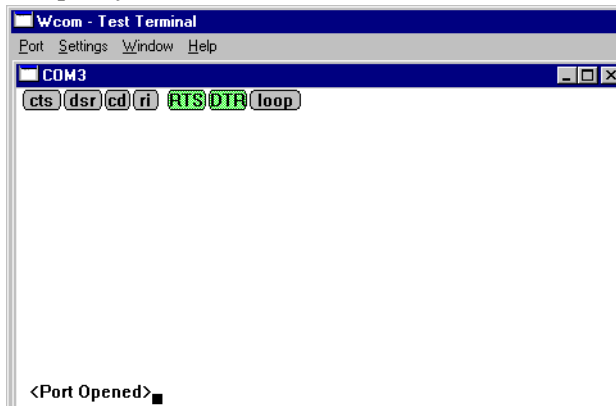 Wcom - Test Terminal
Port Settings Window Help
COM3
cts dsr cd ri RTS DTR loop
<Port Opened>